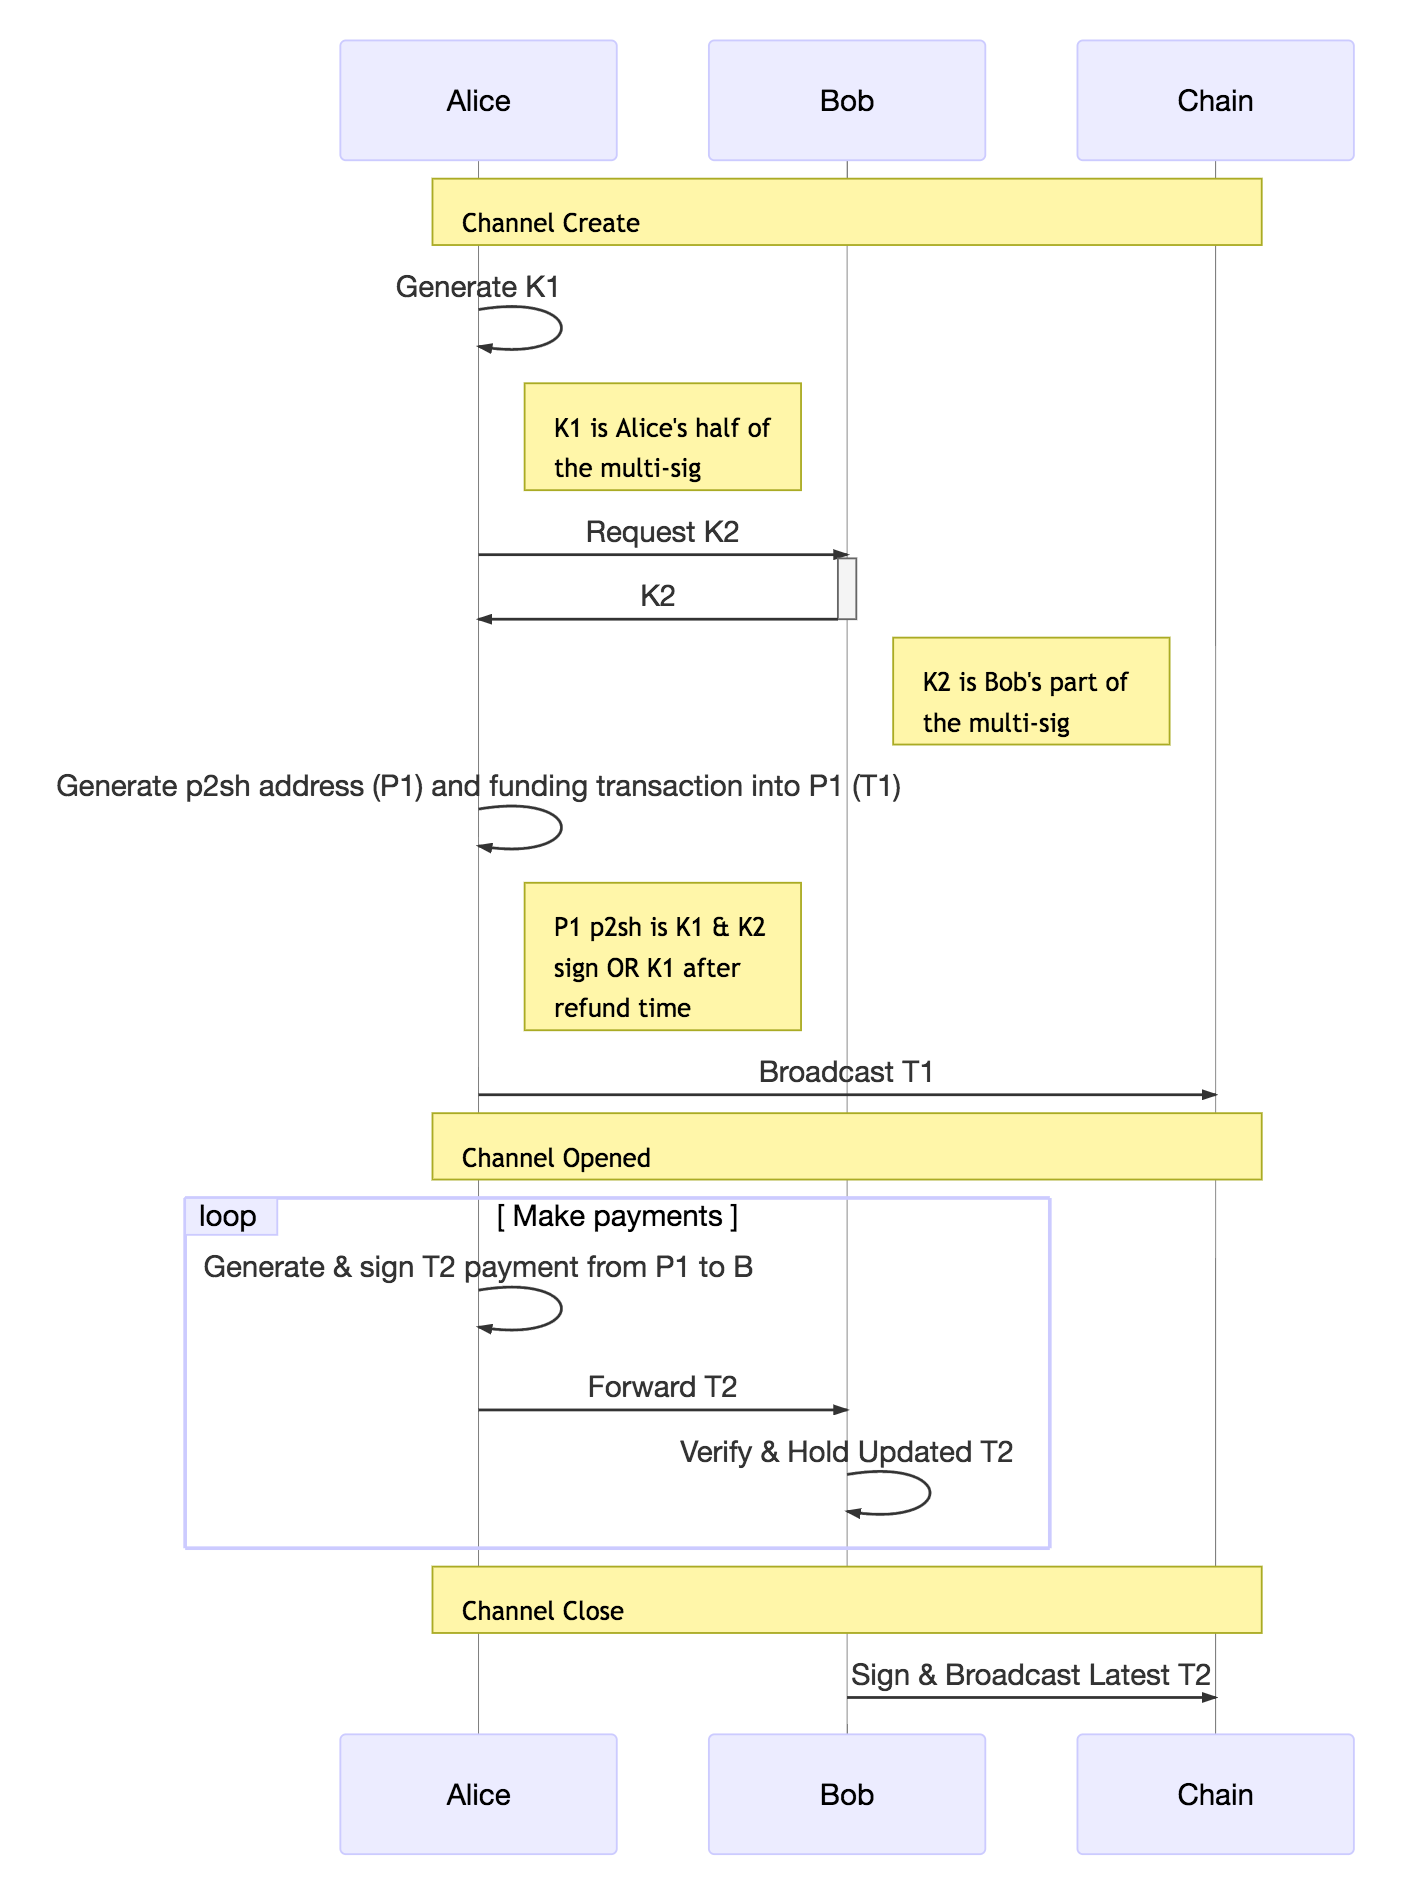 Alice
Bob
Chain
Channel Create
Generate K1
K1 is Alice's half of
the multi-sig
Request K2
K2
K2 is Bob's part of
the multi-sig
Generate p2sh address (P1) and funding transaction into P1 (T1)
P1 p2sh is K1 & K2
sign OR K1 after
refund time
Broadcast T1
Channel Opened
loop
[ Make payments ]
Generate & sign T2 payment from P1 to B
Forward T2
Verify & Hold Updated T2
Channel Close
Sign & Broadcast Latest T2
Alice
Bob
Chain